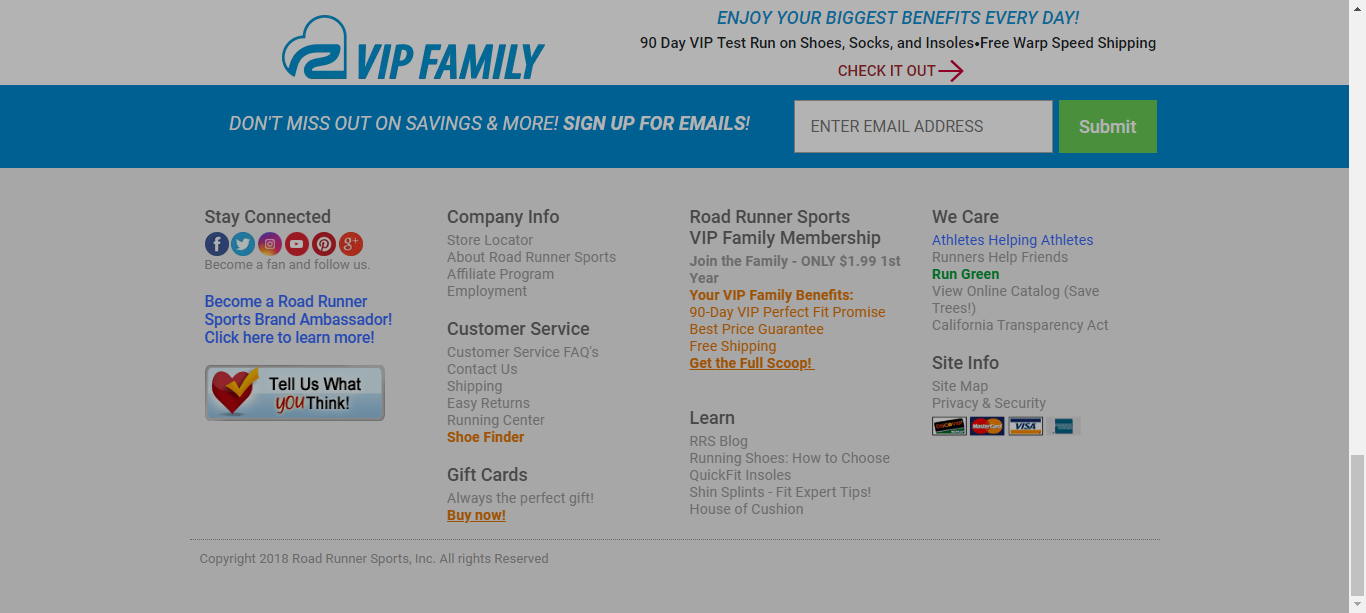 VIP FAMILY
ENJOY YOUR BIGGEST BENEFITS EVERY DAY!
90 Day VIP Test Run on Shoes, Socks, and Insoles•Free Warp Speed Shipping
CHECK IT OUT
DON'T MISS OUT ON SAVINGS & MORE! SIGN UP FOR EMAILS!
ENTER EMAIL ADDRESS
Submit
Stay Connected
Become a fan and follow us.
Become a Road Runner
Sports Brand Ambassador!
Click here to learn more!
Tell Us What
YOU Think!
Company Info
Store Locator
About Road Runner Sports
Affiliate Program
Employment
Customer Service
Customer Service FAQ's
Contact Us
Shipping
Easy Returns
Running Center
Shoe Finder
Gift Cards
Always the perfect gift!
Buy now!
Road Runner Sports
VIP Family Membership
Join the Family - ONLY $1.99 1st
Year
Your VIP Family Benefits:
90-Day VIP Perfect Fit Promise
Best Price Guarantee
Free Shipping
Get the Full Scoop!
Learn
RRS Blog
Running Shoes: How to Choose
QuickFit Insoles
Shin Splints - Fit Expert Tips!
House of Cushion
We Care
Athletes Helping Athletes
Runners Help Friends
Run Green
View Online Catalog (Save
Trees!)
California Transparency Act
Site Info
Site Map
Privacy & Security
DISCOVER MasterCard VISA
Copyright 2018 Road Runner Sports, Inc. All rights Reserved